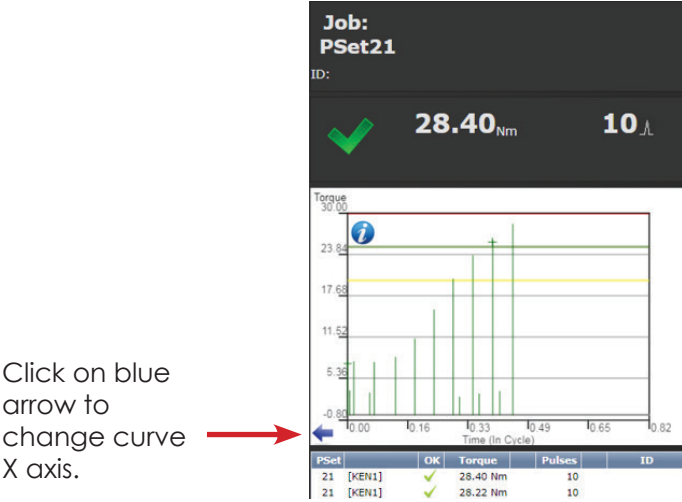 Job:
PSet21
ID:
28.40 Nm 10
Torque
30.00
23.84
17.68
11.52
5.36
-0.80
0.00 0.16 0.33 0.49 0.65 0.82
Time (In Cycle)
Click on blue
arrow to
change curve
X axis.
PSet OK Torque Pulses ID
21 [KEN1] 28.40 Nm 10
21 [KEN1] 28.22 Nm 10